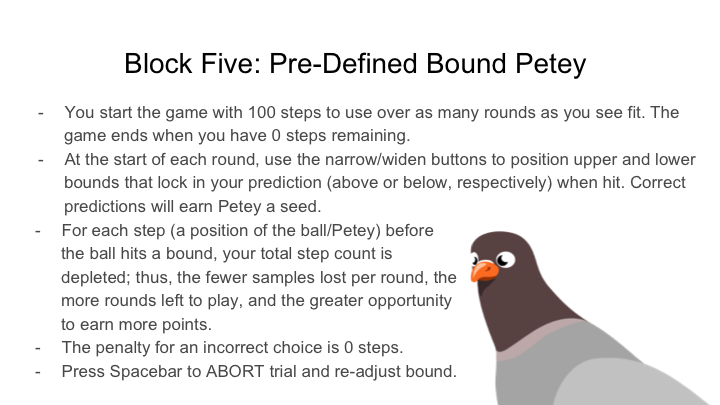 Block Five: Pre-Defined Bound Petey
- You start the game with 100 steps to use over as many rounds as you see fit. The
game ends when you have 0 steps remaining.
- At the start of each round, use the narrow/widen buttons to position upper and lower
bounds that lock in your prediction (above or below, respectively) when hit. Correct
predictions will earn Petey a seed.
- For each step (a position of the ball/Petey) before
the ball hits a bound, your total step count is
depleted; thus, the fewer samples lost per round, the
more rounds left to play, and the greater opportunity
to earn more points.
- The penalty for an incorrect choice is 0 steps.
- Press Spacebar to ABORT trial and re-adjust bound.